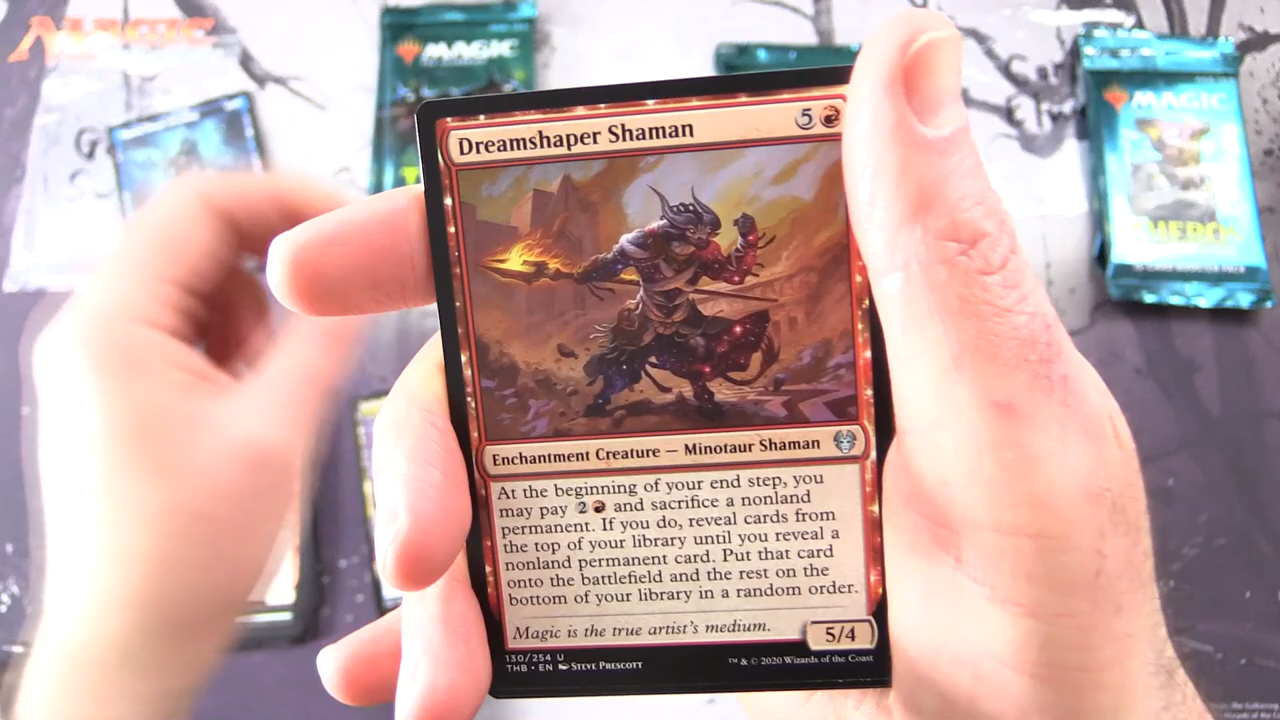 MAGIC
MAGIC
MAGIC
Dreamshaper Shaman
5
Enchantment Creature — Minotaur Shaman
At the beginning of your end step, you
may pay 2 and sacrifice a nonland
permanent. If you do, reveal cards from
the top of your library until you reveal a
nonland permanent card. Put that card
onto the battlefield and the rest on the
bottom of your library in a random order.
Magic is the true artist's medium.
5/4
130/254 U
THB • EN STEVE PRESCOTT
™ & © 2020 Wizards of the Coast